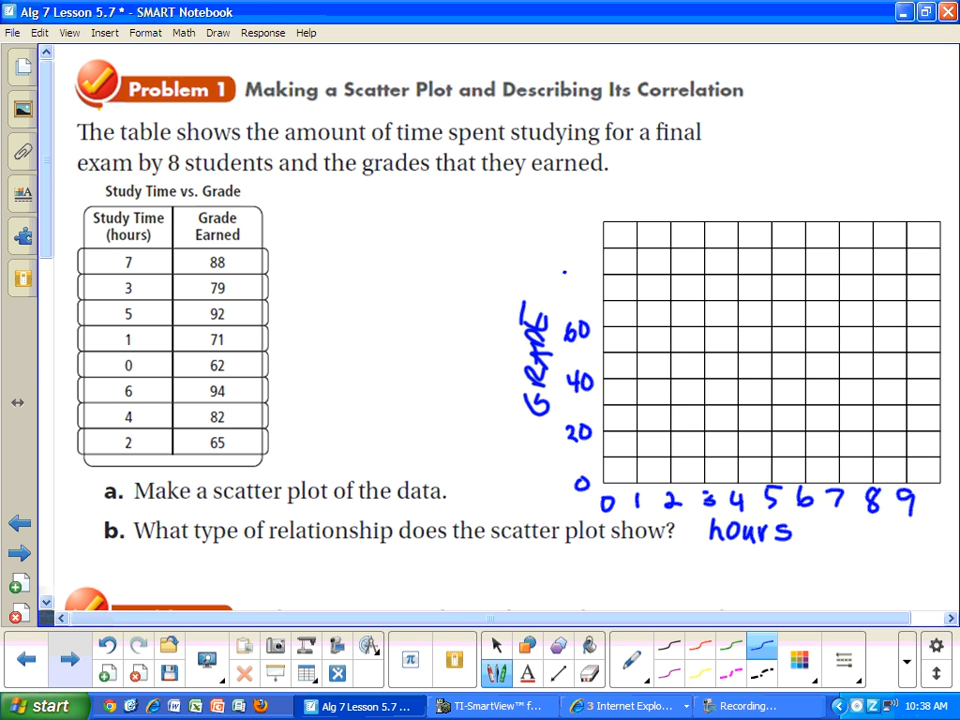 Alg 7 Lesson 5.7 * - SMART Notebook
File Edit View Insert Format Math Draw Response Help
Problem 1 Making a Scatter Plot and Describing Its Correlation
The table shows the amount of time spent studying for a final
exam by 8 students and the grades that they earned.
Study Time vs. Grade
Study Time (hours) Grade Earned
7 88
3 79
5 92
1 71
0 62
6 94
4 82
2 65
GRADE
60
40
20
0
0 1 2 3 4 5 6 7 8 9
hours
a. Make a scatter plot of the data.
b. What type of relationship does the scatter plot show?
start
Alg 7 Lesson 5.7 ...
TI-SmartView™ f...
3 Internet Explo...
Recording...
10:38 AM